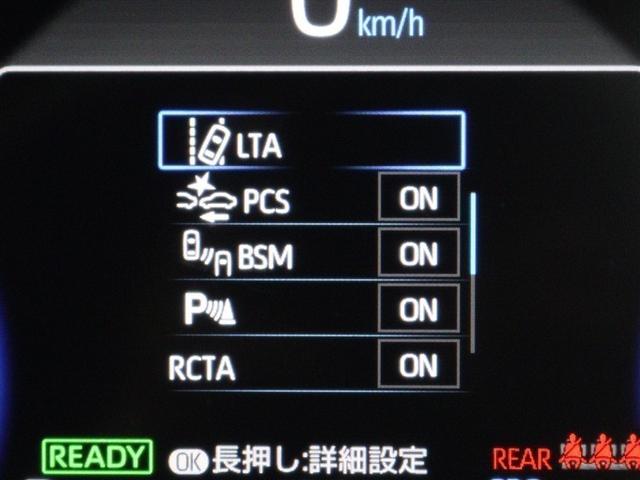 0 km/h
LTA
PCS ON
BSM ON
P ON
RCTA ON
READY OK 長押し:詳細設定 REAR